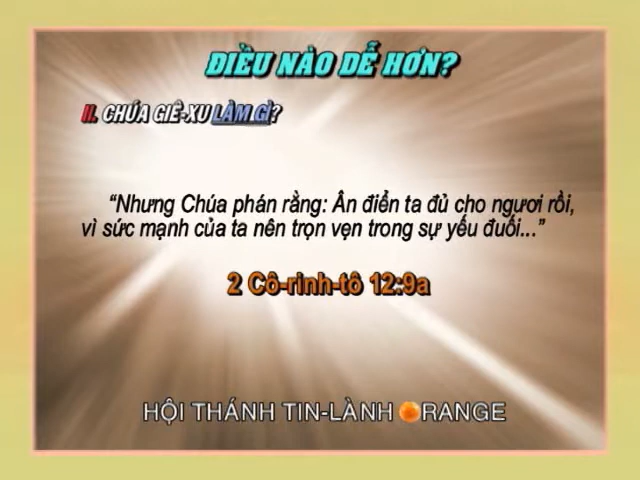 ĐIỀU NÀO DỄ HƠN?
II. CHÚA GIÊ-XU LÀM GÌ?
“Nhưng Chúa phán rằng: Ân điển ta đủ cho ngươi rồi,
vì sức mạnh của ta nên trọn vẹn trong sự yếu đuối...”
2 Cô-rinh-tô 12:9a
HỘI THÁNH TIN-LÀNH ORANGE